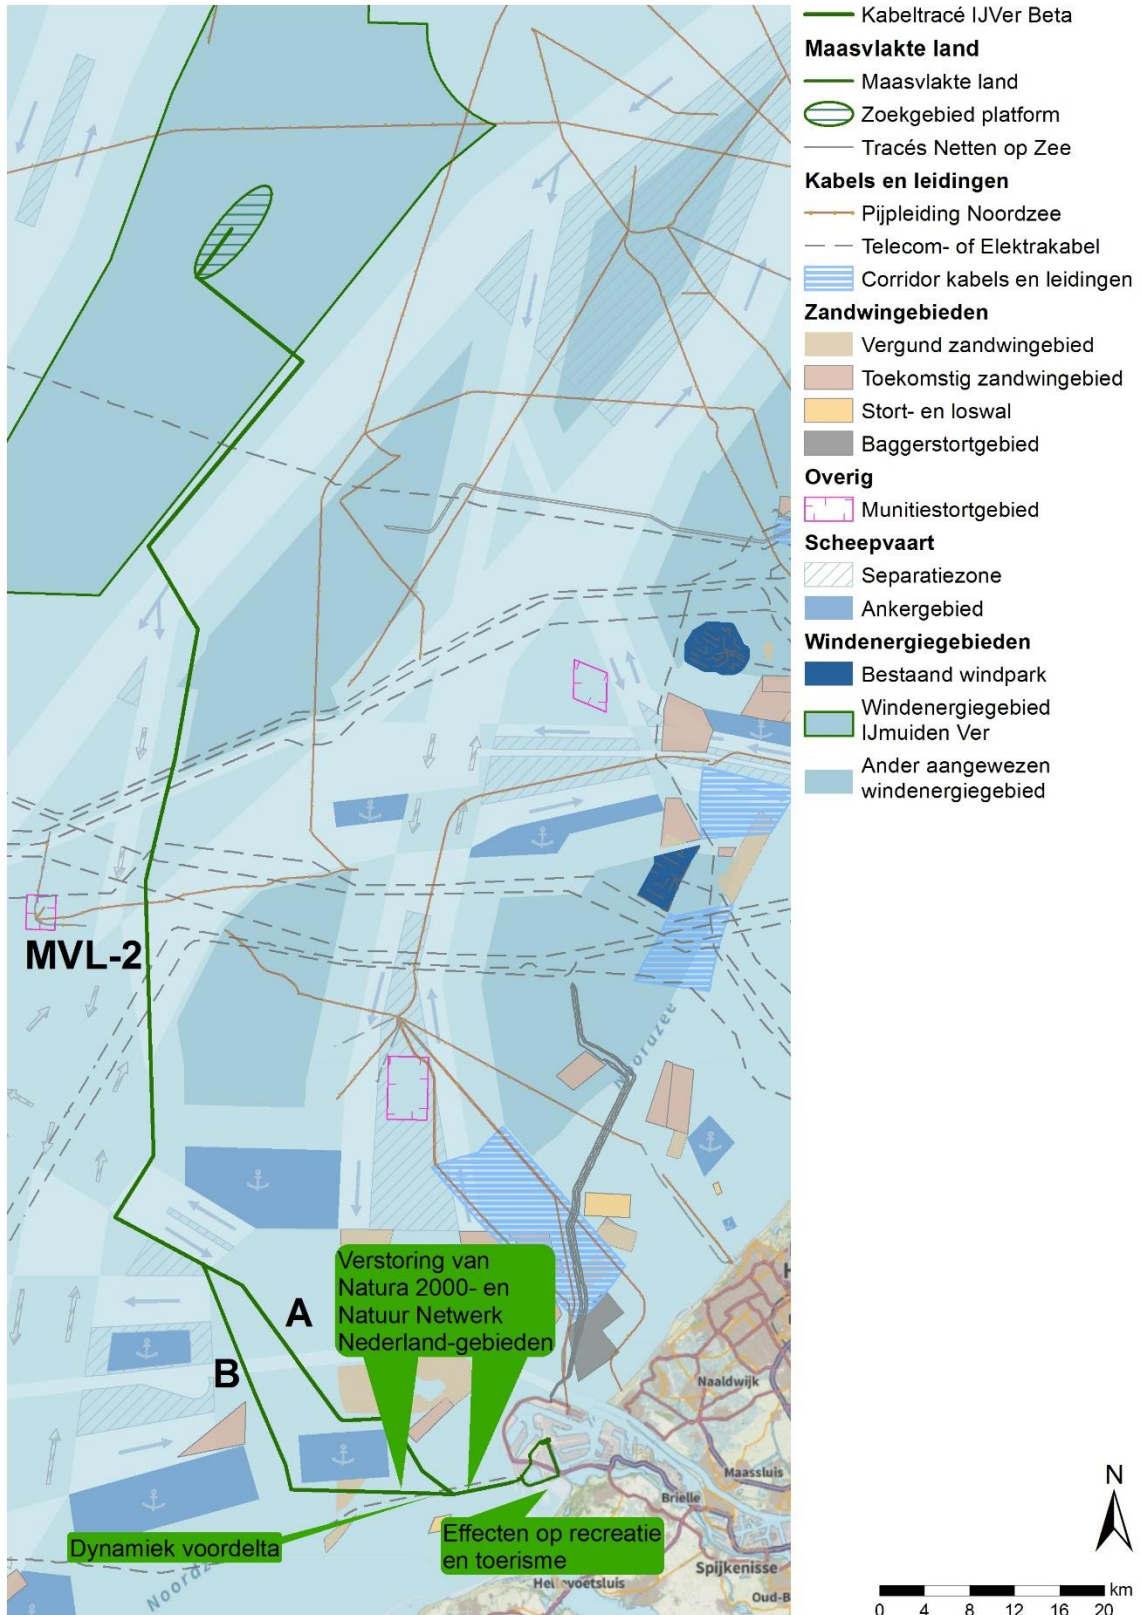 Kabeltracé IJVer Beta
Maasvlakte land
Maasvlakte land
Zoekgebied platform
Tracés Netten op Zee
Kabels en leidingen
Pijpleiding Noordzee
Telecom- of Elektrakabel
Corridor kabels en leidingen
Zandwingebieden
Vergund zandwingebied
Toekomstig zandwingebied
Stort- en loswal
Baggerstortgebied
Overig
Munitiestortgebied
Scheepvaart
Separatiezone
Ankergebied
Windenergiegebieden
Bestaand windpark
Windenergiegebied
IJmuiden Ver
Ander aangewezen
windenergiegebied
MVL-2
A
B
Verstoring van
Natura 2000- en
Natuur Netwerk
Nederland-gebieden
Dynamiek voordelta
Effecten op recreatie
en toerisme
Naaldwijk
Maassluis
Brielle
Spijkenisse
N
km
0 4 8 12 16 20